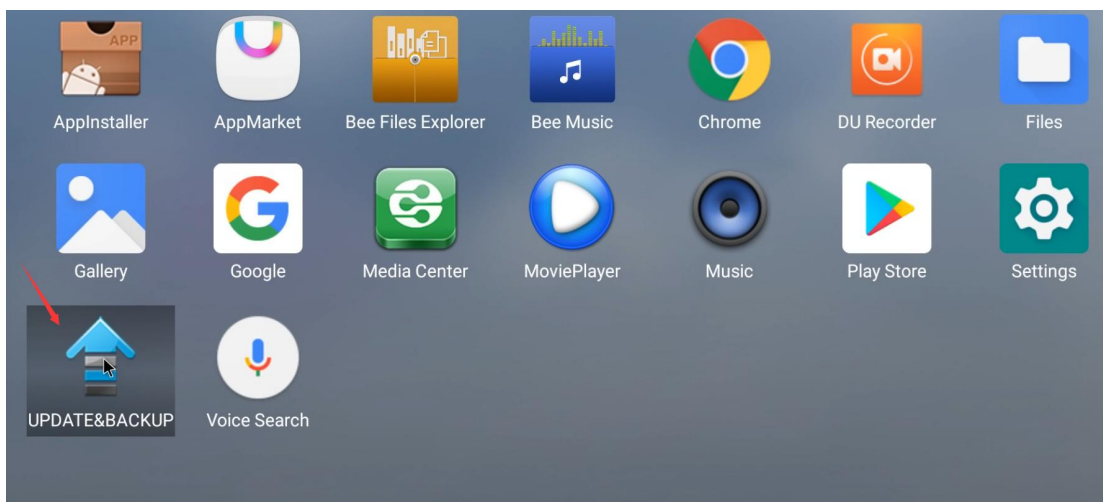 APP
AppInstaller
AppMarket
Bee Files Explorer
Bee Music
Chrome
DU Recorder
Files
Gallery
Google
Media Center
MoviePlayer
Music
Play Store
Settings
UPDATE&BACKUP
Voice Search